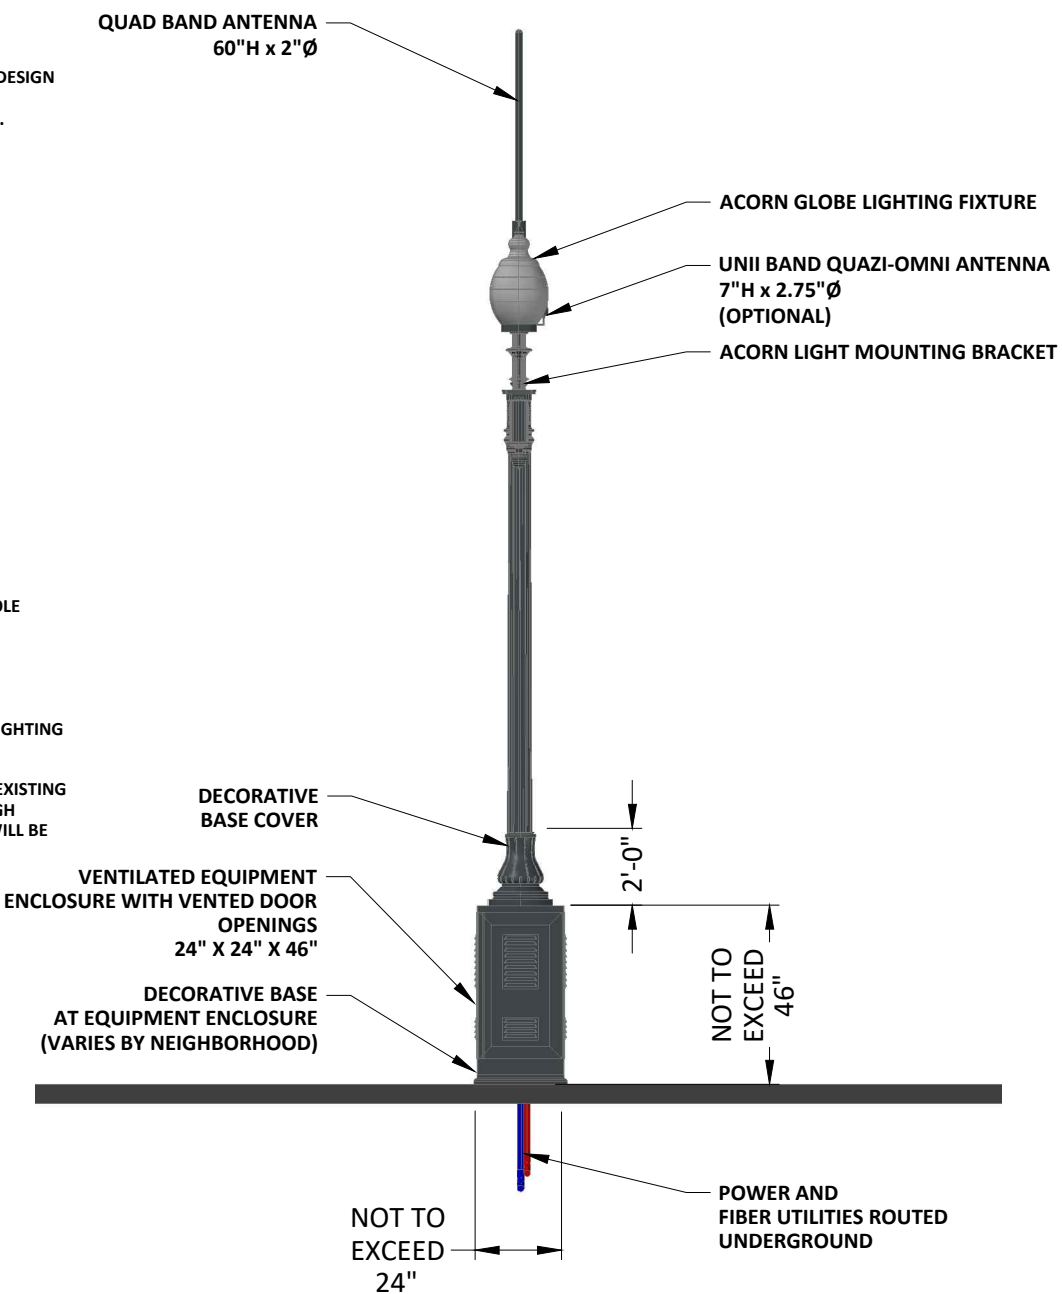 QUAD BAND ANTENNA
60"H x 2"Ø
DESIGN
.
ACORN GLOBE LIGHTING FIXTURE
UNII BAND QUAZI-OMNI ANTENNA
7"H x 2.75"Ø
(OPTIONAL)
ACORN LIGHT MOUNTING BRACKET
OLE
GHTING
EXISTING
GH
WILL BE
DECORATIVE
BASE COVER
2'-0"
VENTILATED EQUIPMENT
ENCLOSURE WITH VENTED DOOR
OPENINGS
24" X 24" X 46"
DECORATIVE BASE
AT EQUIPMENT ENCLOSURE
(VARIES BY NEIGHBORHOOD)
NOT TO
EXCEED
46"
POWER AND
FIBER UTILITIES ROUTED
UNDERGROUND
NOT TO
EXCEED
24"